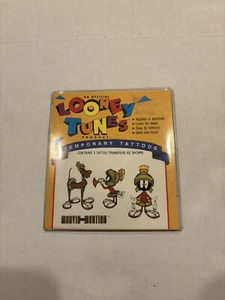 AN OFFICIAL
LOONEY
TUNES
PRODUCT
• Applies in seconds
• Lasts for days
• Easy to remove
• Safe non-toxic
TEMPORARY TATTOOS
CONTAINS 3 TATTOO TRANSFERS AS SHOWN
MARVIN THE MARTIAN